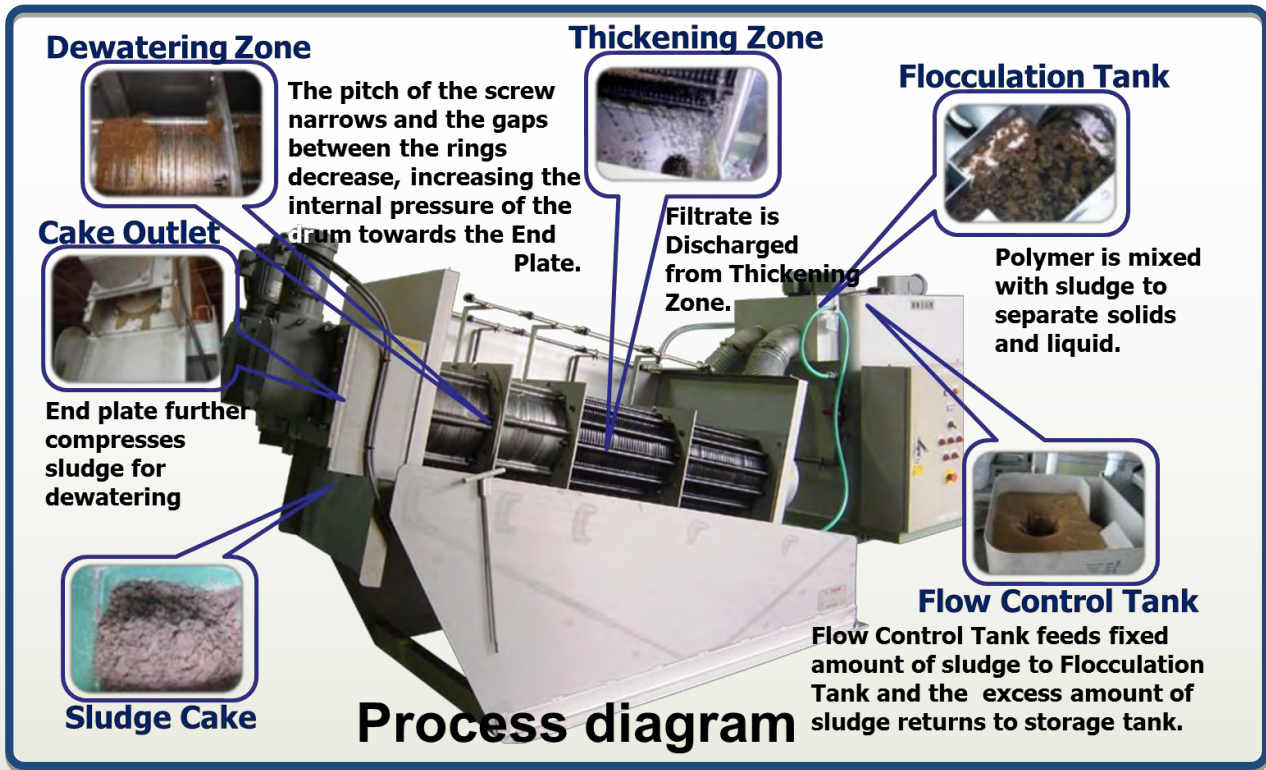 Dewatering Zone
The pitch of the screw
narrows and the gaps
between the rings
decrease, increasing the
internal pressure of the
drum towards the End
Plate.
Thickening Zone
Filtrate is
Discharged
from Thickening
Zone.
Flocculation Tank
Polymer is mixed
with sludge to
separate solids
and liquid.
Cake Outlet
End plate further
compresses
sludge for
dewatering
Sludge Cake
Flow Control Tank
Flow Control Tank feeds fixed
amount of sludge to Flocculation
Tank and the excess amount of
sludge returns to storage tank.
Process diagram